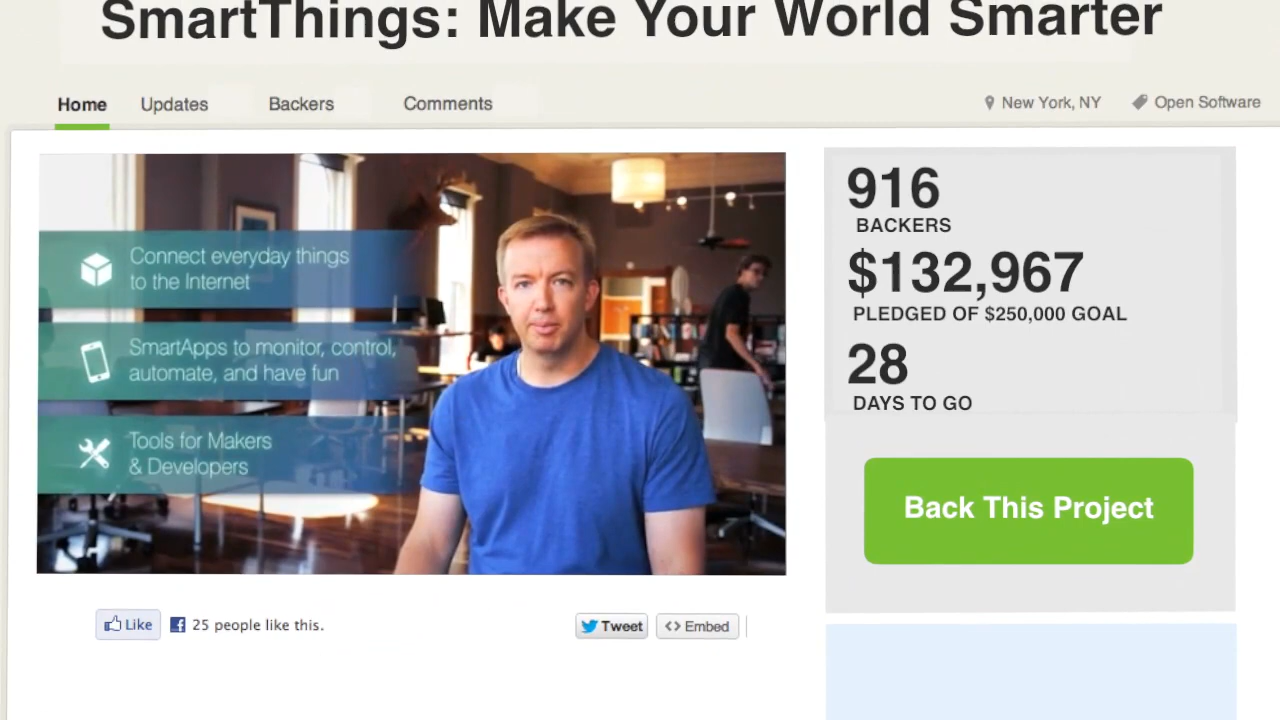 SmartThings: Make Your World Smarter
Home Updates Backers Comments
New York, NY Open Software
Connect everyday things
to the Internet
SmartApps to monitor, control,
automate, and have fun
Tools for Makers
& Developers
916
BACKERS
$132,967
PLEDGED OF $250,000 GOAL
28
DAYS TO GO
Back This Project
Like 25 people like this.
Tweet Embed